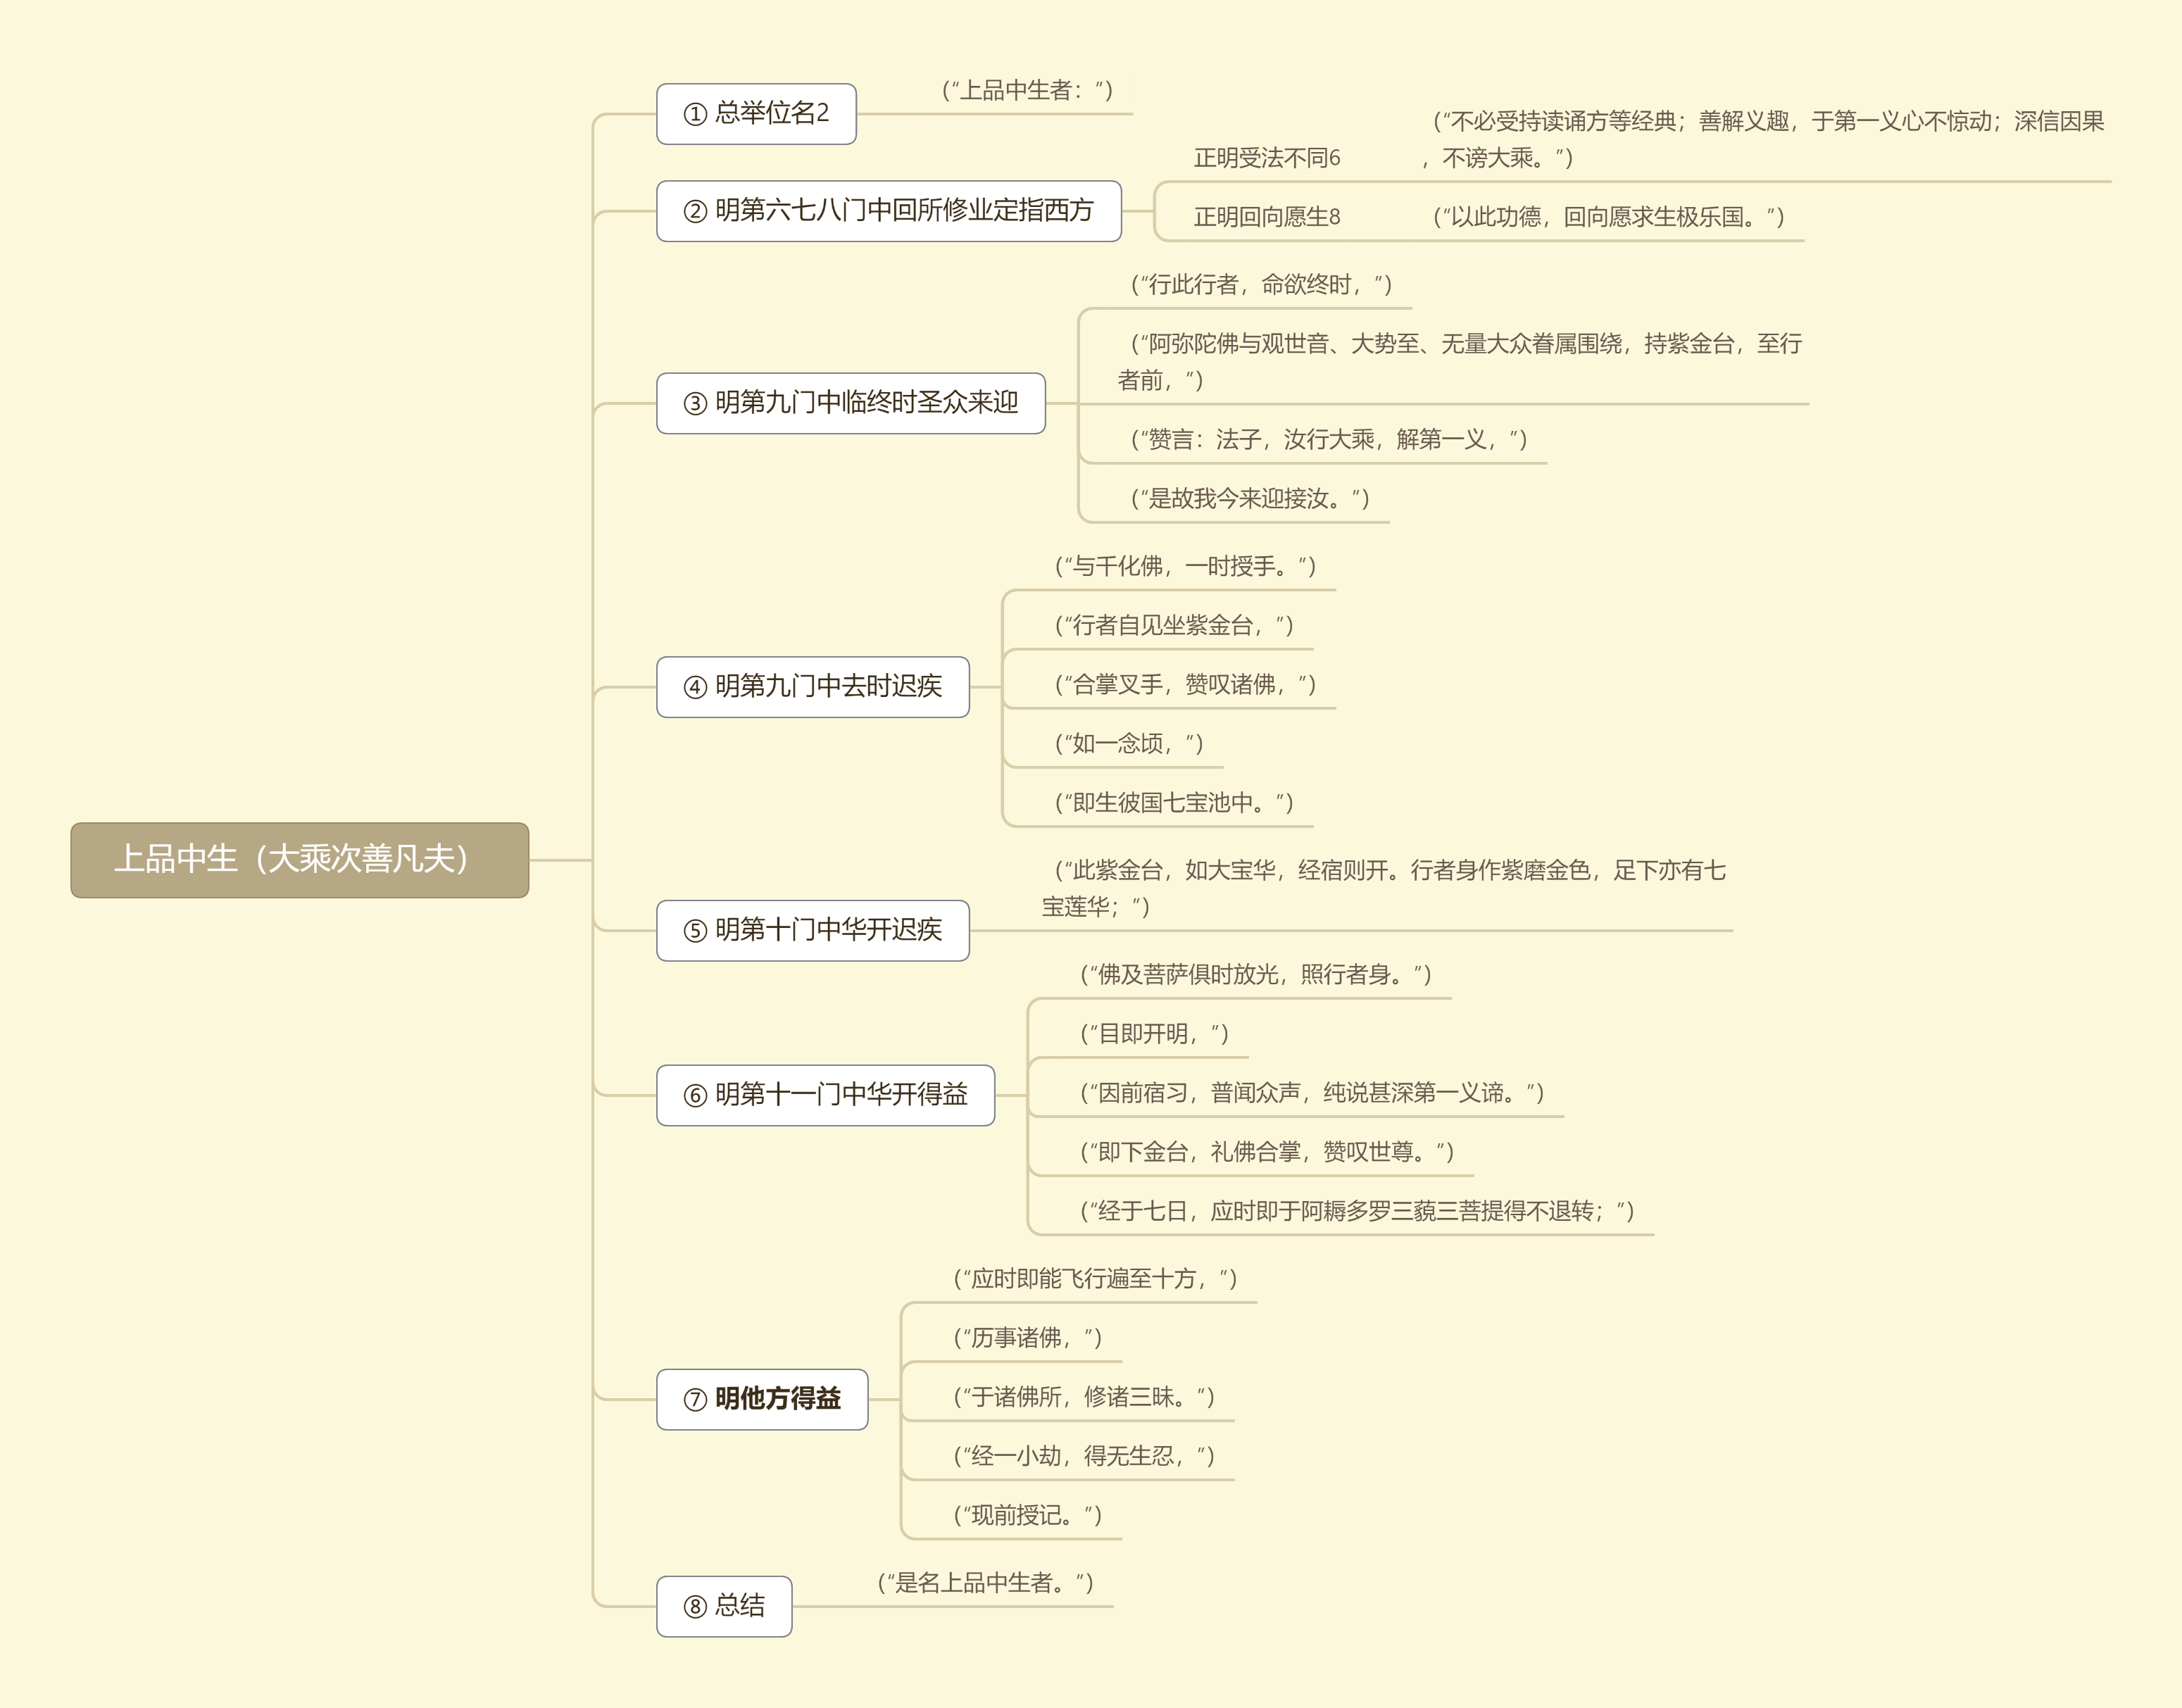 上品中生（大乘次善凡夫）
① 总举位名2
（“上品中生者：”）
② 明第六七八门中回所修业定指西方
正明受法不同6
（“不必受持读诵方等经典；善解义趣，于第一义心不惊动；深信因果
，不谤大乘。”）
正明回向愿生8
（“以此功德，回向愿求生极乐国。”）
③ 明第九门中临终时圣众来迎
（“行此行者，命欲终时，”）
（“阿弥陀佛与观世音、大势至、无量大众眷属围绕，持紫金台，至行
者前，”）
（“赞言：法子，汝行大乘，解第一义，”）
（“是故我今来迎接汝。”）
④ 明第九门中去时迟疾
（“与千化佛，一时授手。”）
（“行者自见坐紫金台，”）
（“合掌叉手，赞叹诸佛，”）
（“如一念顷，”）
（“即生彼国七宝池中。”）
⑤ 明第十门中华开迟疾
（“此紫金台，如大宝华，经宿则开。行者身作紫磨金色，足下亦有七
宝莲华；”）
⑥ 明第十一门中华开得益
（“佛及菩萨俱时放光，照行者身。”）
（“目即开明，”）
（“因前宿习，普闻众声，纯说甚深第一义谛。”）
（“即下金台，礼佛合掌，赞叹世尊。”）
（“经于七日，应时即于阿耨多罗三藐三菩提得不退转；”）
⑦ 明他方得益
（“应时即能飞行遍至十方，”）
（“历事诸佛，”）
（“于诸佛所，修诸三昧。”）
（“经一小劫，得无生忍，”）
（“现前授记。”）
⑧ 总结
（“是名上品中生者。”）